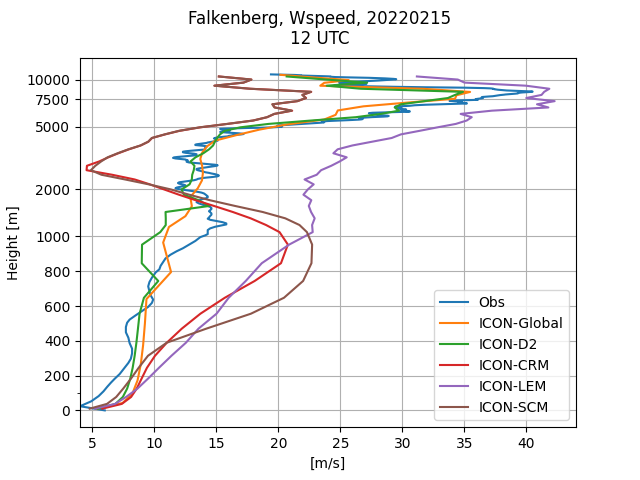 Falkenberg, Wspeed, 20220215
12 UTC
Height [m]
10000
7500
5000
2000
1000
800
600
400
200
0
5 10 15 20 25 30 35 40
[m/s]
Obs
ICON-Global
ICON-D2
ICON-CRM
ICON-LEM
ICON-SCM